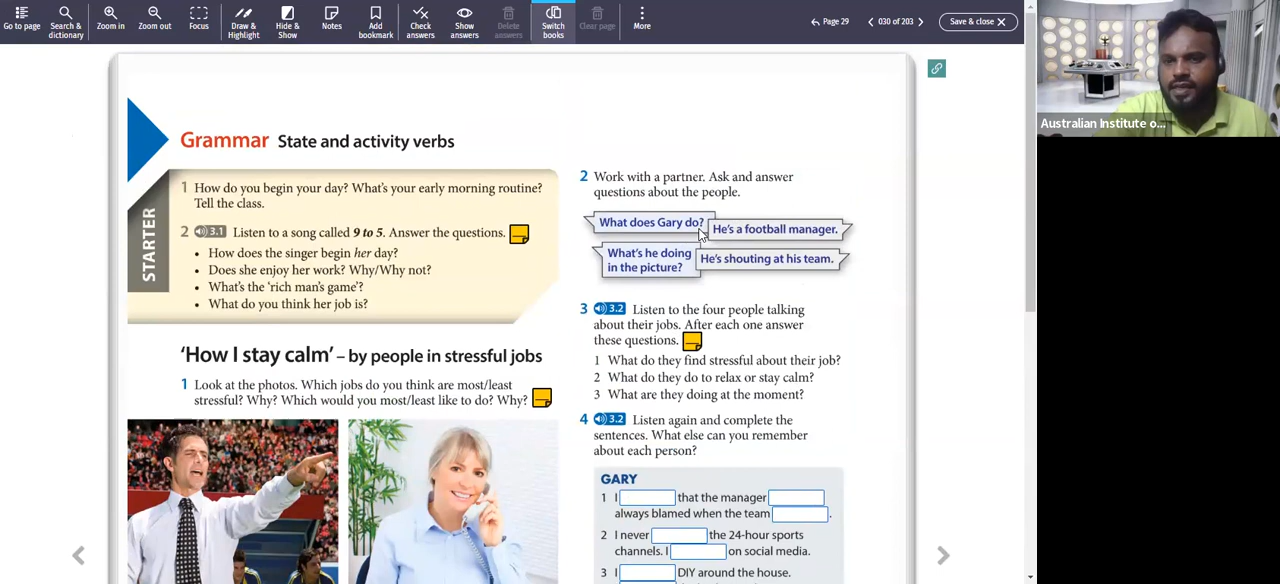 Go to page
Search & dictionary
Zoom in
Zoom out
Focus
Draw & Highlight
Hide & Show
Notes
Add bookmark
Check answers
Show answers
Delete answers
Switch books
Clear page
More
Page 29
030 of 203
Save & close
Australian Institute o...
Grammar State and activity verbs
STARTER
1 How do you begin your day? What's your early morning routine?
Tell the class.
2 3.1 Listen to a song called 9 to 5. Answer the questions.
• How does the singer begin her day?
• Does she enjoy her work? Why/Why not?
• What's the 'rich man's game'?
• What do you think her job is?
'How I stay calm' – by people in stressful jobs
1 Look at the photos. Which jobs do you think are most/least
stressful? Why? Which would you most/least like to do? Why?
2 Work with a partner. Ask and answer
questions about the people.
What does Gary do?
He's a football manager.
What's he doing
in the picture?
He's shouting at his team.
3 3.2 Listen to the four people talking
about their jobs. After each one answer
these questions.
1 What do they find stressful about their job?
2 What do they do to relax or stay calm?
3 What are they doing at the moment?
4 3.2 Listen again and complete the
sentences. What else can you remember
about each person?
GARY
1 I that the manager
always blamed when the team .
2 I never the 24-hour sports
channels. I on social media.
3 I DIY around the house.